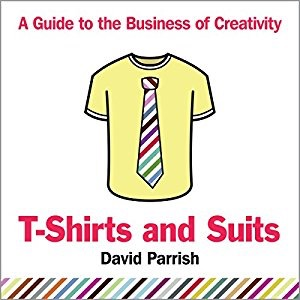 A Guide to the Business of Creativity
T-Shirts and Suits
David Parrish